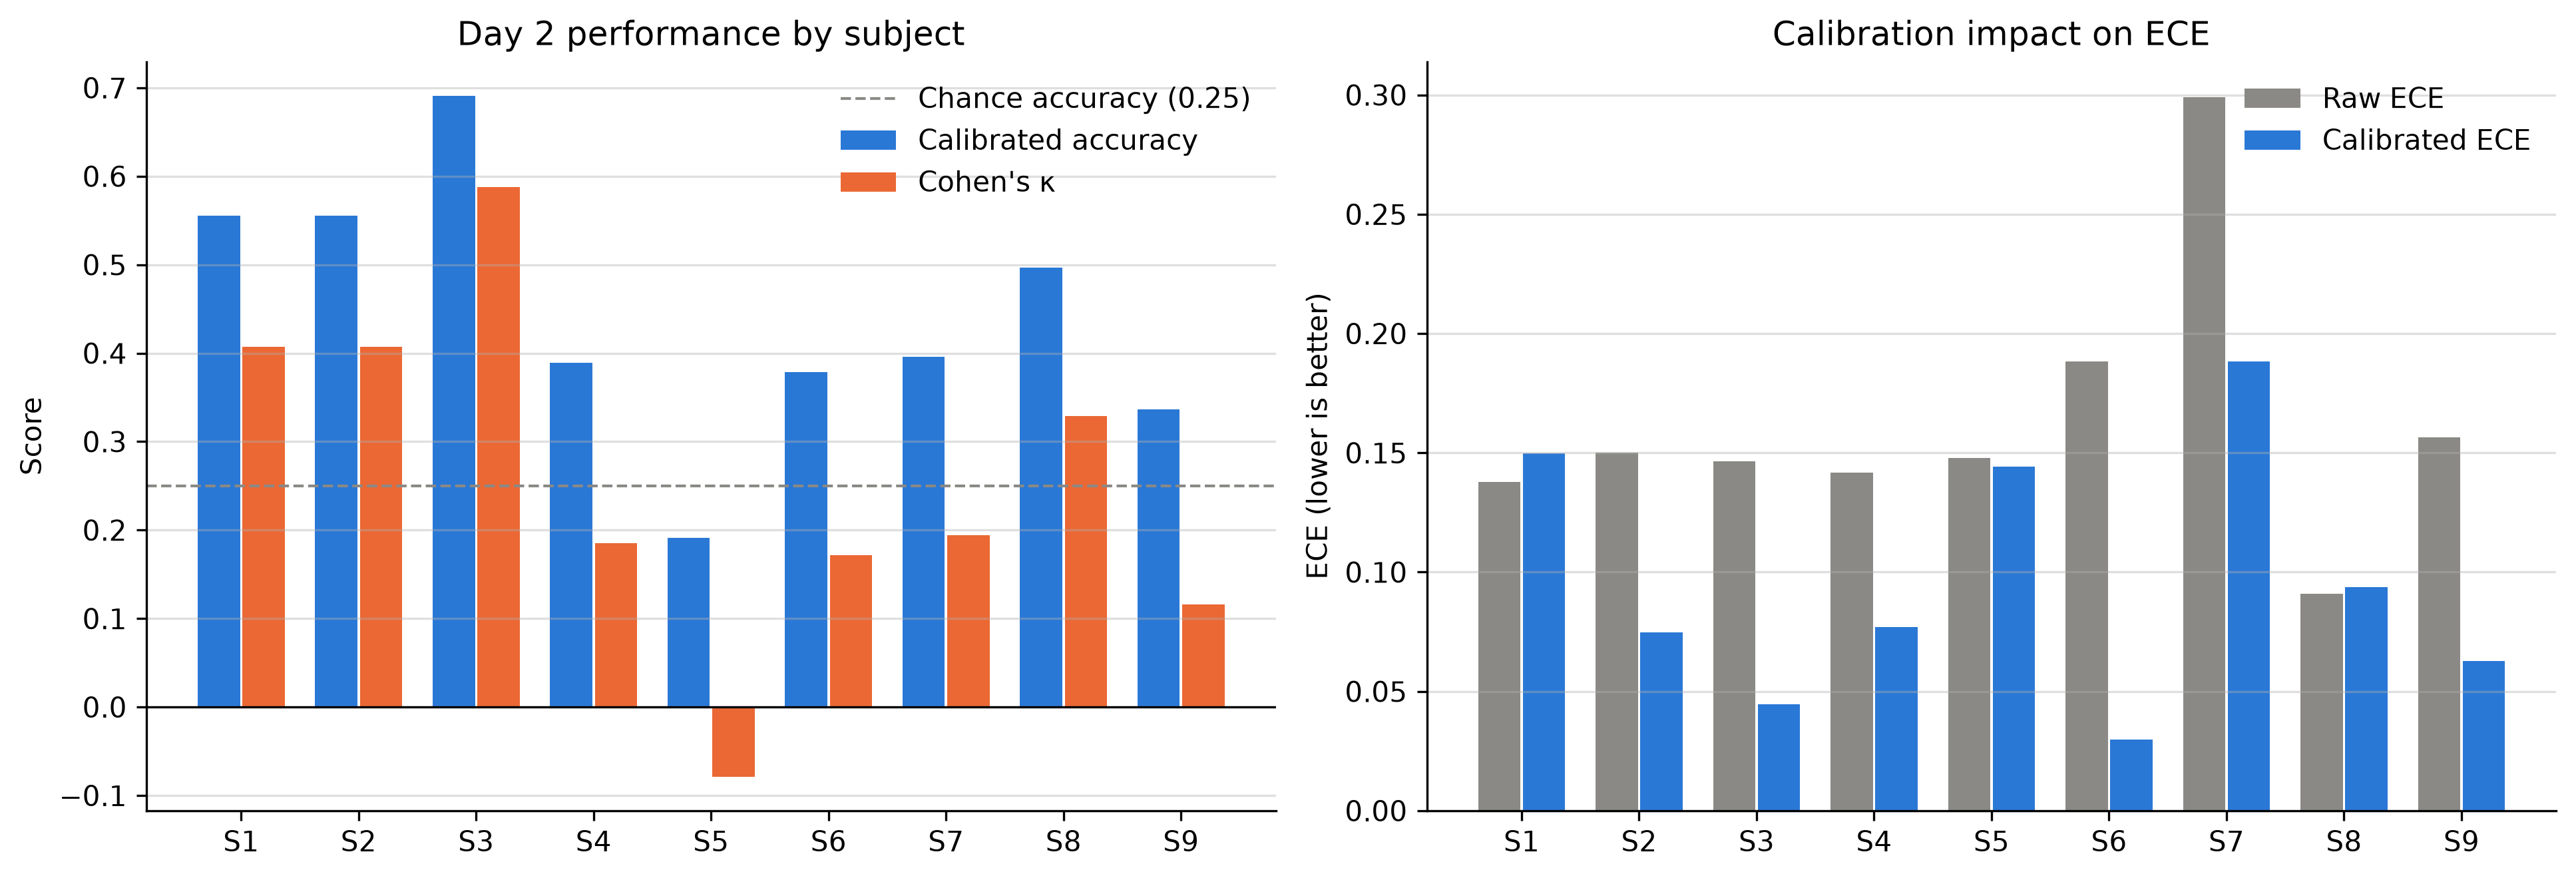 Day 2 performance by subject
Chance accuracy (0.25)
Calibrated accuracy
Cohen's κ
Score
0.7
0.6
0.5
0.4
0.3
0.2
0.1
0.0
−0.1
S1 S2 S3 S4 S5 S6 S7 S8 S9
Calibration impact on ECE
Raw ECE
Calibrated ECE
ECE (lower is better)
0.30
0.25
0.20
0.15
0.10
0.05
0.00
S1 S2 S3 S4 S5 S6 S7 S8 S9